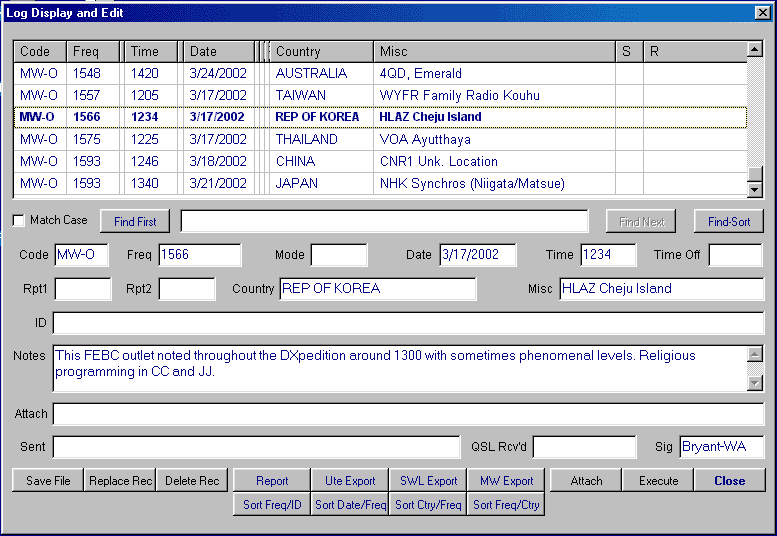 Log Display and Edit
Code Freq Time Date Country Misc S R
MW-O 1548 1420 3/24/2002 AUSTRALIA 4QD, Emerald
MW-O 1557 1205 3/17/2002 TAIWAN WYFR Family Radio Kouhu
MW-O 1566 1234 3/17/2002 REP OF KOREA HLAZ Cheju Island
MW-O 1575 1225 3/17/2002 THAILAND VOA Ayutthaya
MW-O 1593 1246 3/18/2002 CHINA CNR1 Unk. Location
MW-O 1593 1340 3/21/2002 JAPAN NHK Synchros (Niigata/Matsue)
Match Case Find First Find Next Find-Sort
Code MW-O Freq 1566 Mode Date 3/17/2002 Time 1234 Time Off
Rpt1 Rpt2 Country REP OF KOREA Misc HLAZ Cheju Island
ID
Notes This FEBC outlet noted throughout the DXpedition around 1300 with sometimes phenomenal levels. Religious
programming in CC and JJ.
Attach
Sent QSL Rcv'd Sig Bryant-WA
Save File Replace Rec Delete Rec Report Ute Export SWL Export MW Export Attach Execute Close
Sort Freq/ID Sort Date/Freq Sort Ctry/Freq Sort Freq/Ctry